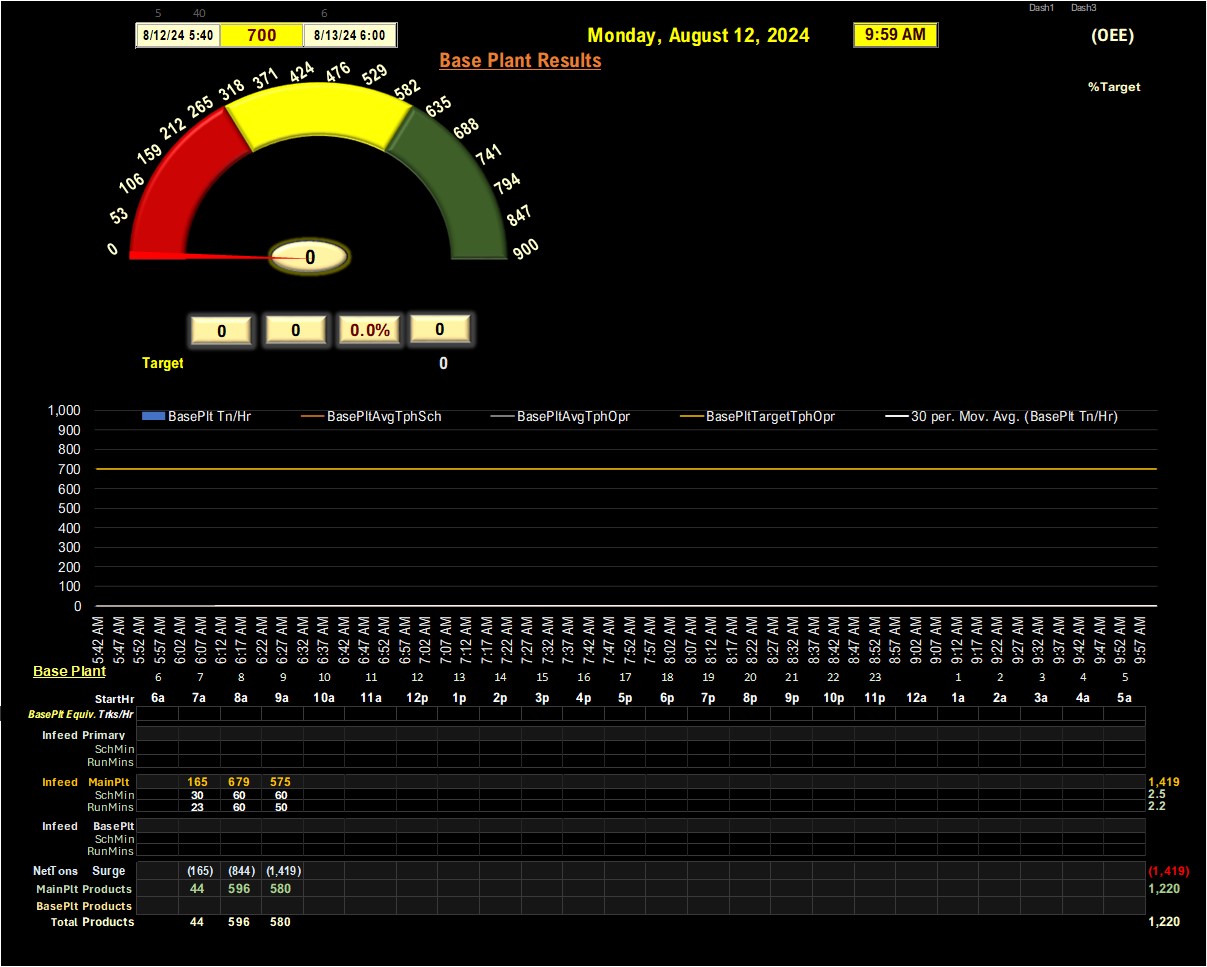 5 40 6 Dash1 Dash3
8/12/24 5:40 700 8/13/24 6:00 Monday, August 12, 2024 9:59 AM (OEE)
Base Plant Results
%Target
0 53 106 159 212 265 318 371 424 476 529 582 635 688 741 794 847 900
0
0 0 0.0% 0
Target 0
BasePlt Tn/Hr BasePltAvgTphSch BasePltAvgTphOpr BasePltTargetTphOpr 30 per. Mov. Avg. (BasePlt Tn/Hr)
1,000
900
800
700
600
500
400
300
200
100
0
5:42 AM 5:47 AM 5:52 AM 5:57 AM 6:02 AM 6:07 AM 6:12 AM 6:17 AM 6:22 AM 6:27 AM 6:32 AM 6:37 AM 6:42 AM 6:47 AM 6:52 AM 6:57 AM 7:02 AM 7:07 AM 7:12 AM 7:17 AM 7:22 AM 7:27 AM 7:32 AM 7:37 AM 7:42 AM 7:47 AM 7:52 AM 7:57 AM 8:02 AM 8:07 AM 8:12 AM 8:17 AM 8:22 AM 8:27 AM 8:32 AM 8:37 AM 8:42 AM 8:47 AM 8:52 AM 8:57 AM 9:02 AM 9:07 AM 9:12 AM 9:17 AM 9:22 AM 9:27 AM 9:32 AM 9:37 AM 9:42 AM 9:47 AM 9:52 AM 9:57 AM
Base Plant
6 7 8 9 10 11 12 13 14 15 16 17 18 19 20 21 22 23 1 2 3 4 5
StartHr 6a 7a 8a 9a 10a 11a 12p 1p 2p 3p 4p 5p 6p 7p 8p 9p 10p 11p 12a 1a 2a 3a 4a 5a
BasePlt Equiv. Trks/Hr
Infeed Primary
SchMin
RunMins
Infeed MainPlt 165 679 575 1,419
SchMin 30 60 60 2.5
RunMins 23 60 50 2.2
Infeed BasePlt
SchMin
RunMins
NetTons Surge (165) (844) (1,419) (1,419)
MainPlt Products 44 596 580 1,220
BasePlt Products
Total Products 44 596 580 1,220